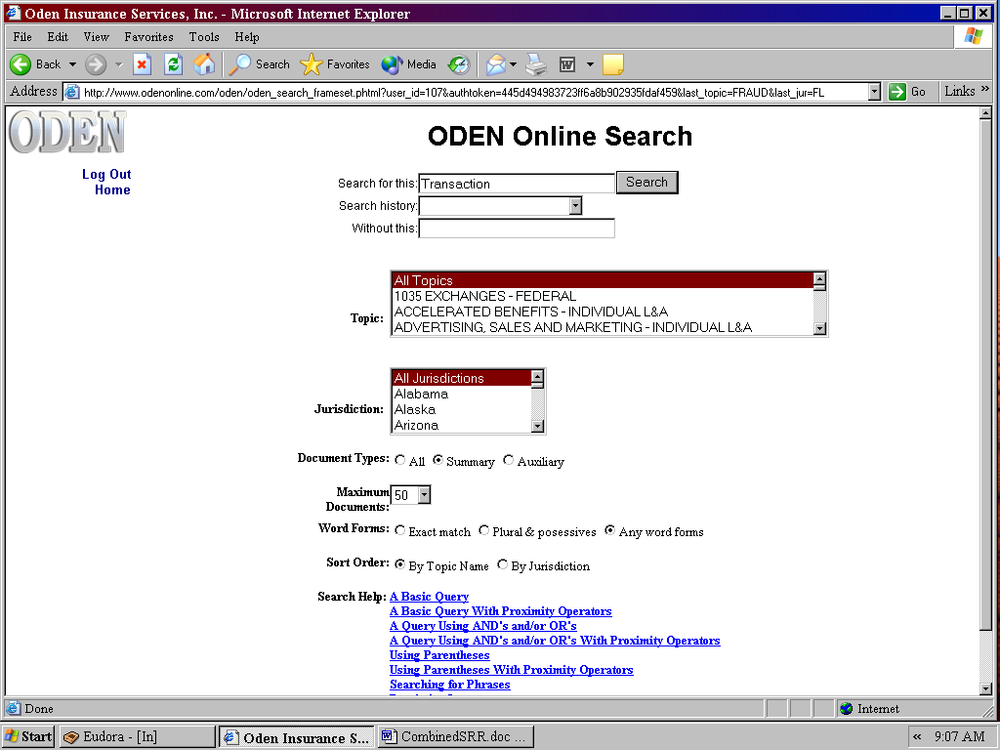 Oden Insurance Services, Inc. - Microsoft Internet Explorer
File Edit View Favorites Tools Help
Back Search Favorites Media
Address http://www.odenonline.com/oden/oden_search_frameset.phtml?user_id=107&authtoken=445d494983723ff6a8b902935fdaf459&last_topic=FRAUD&last_jur=FL Go Links »
ODEN
ODEN Online Search
Log Out
Home
Search for this: Transaction Search
Search history:
Without this:
Topic:
All Topics
1035 EXCHANGES - FEDERAL
ACCELERATED BENEFITS - INDIVIDUAL L&A
ADVERTISING, SALES AND MARKETING - INDIVIDUAL L&A
Jurisdiction:
All Jurisdictions
Alabama
Alaska
Arizona
Document Types: All Summary Auxiliary
Maximum Documents: 50
Word Forms: Exact match Plural & posessives Any word forms
Sort Order: By Topic Name By Jurisdiction
Search Help: A Basic Query
A Basic Query With Proximity Operators
A Query Using AND's and/or OR's
A Query Using AND's and/or OR's With Proximity Operators
Using Parentheses
Using Parentheses With Proximity Operators
Searching for Phrases
Done Internet
Start Eudora - [In] Oden Insurance S... CombinedSRR.doc ... « 9:07 AM